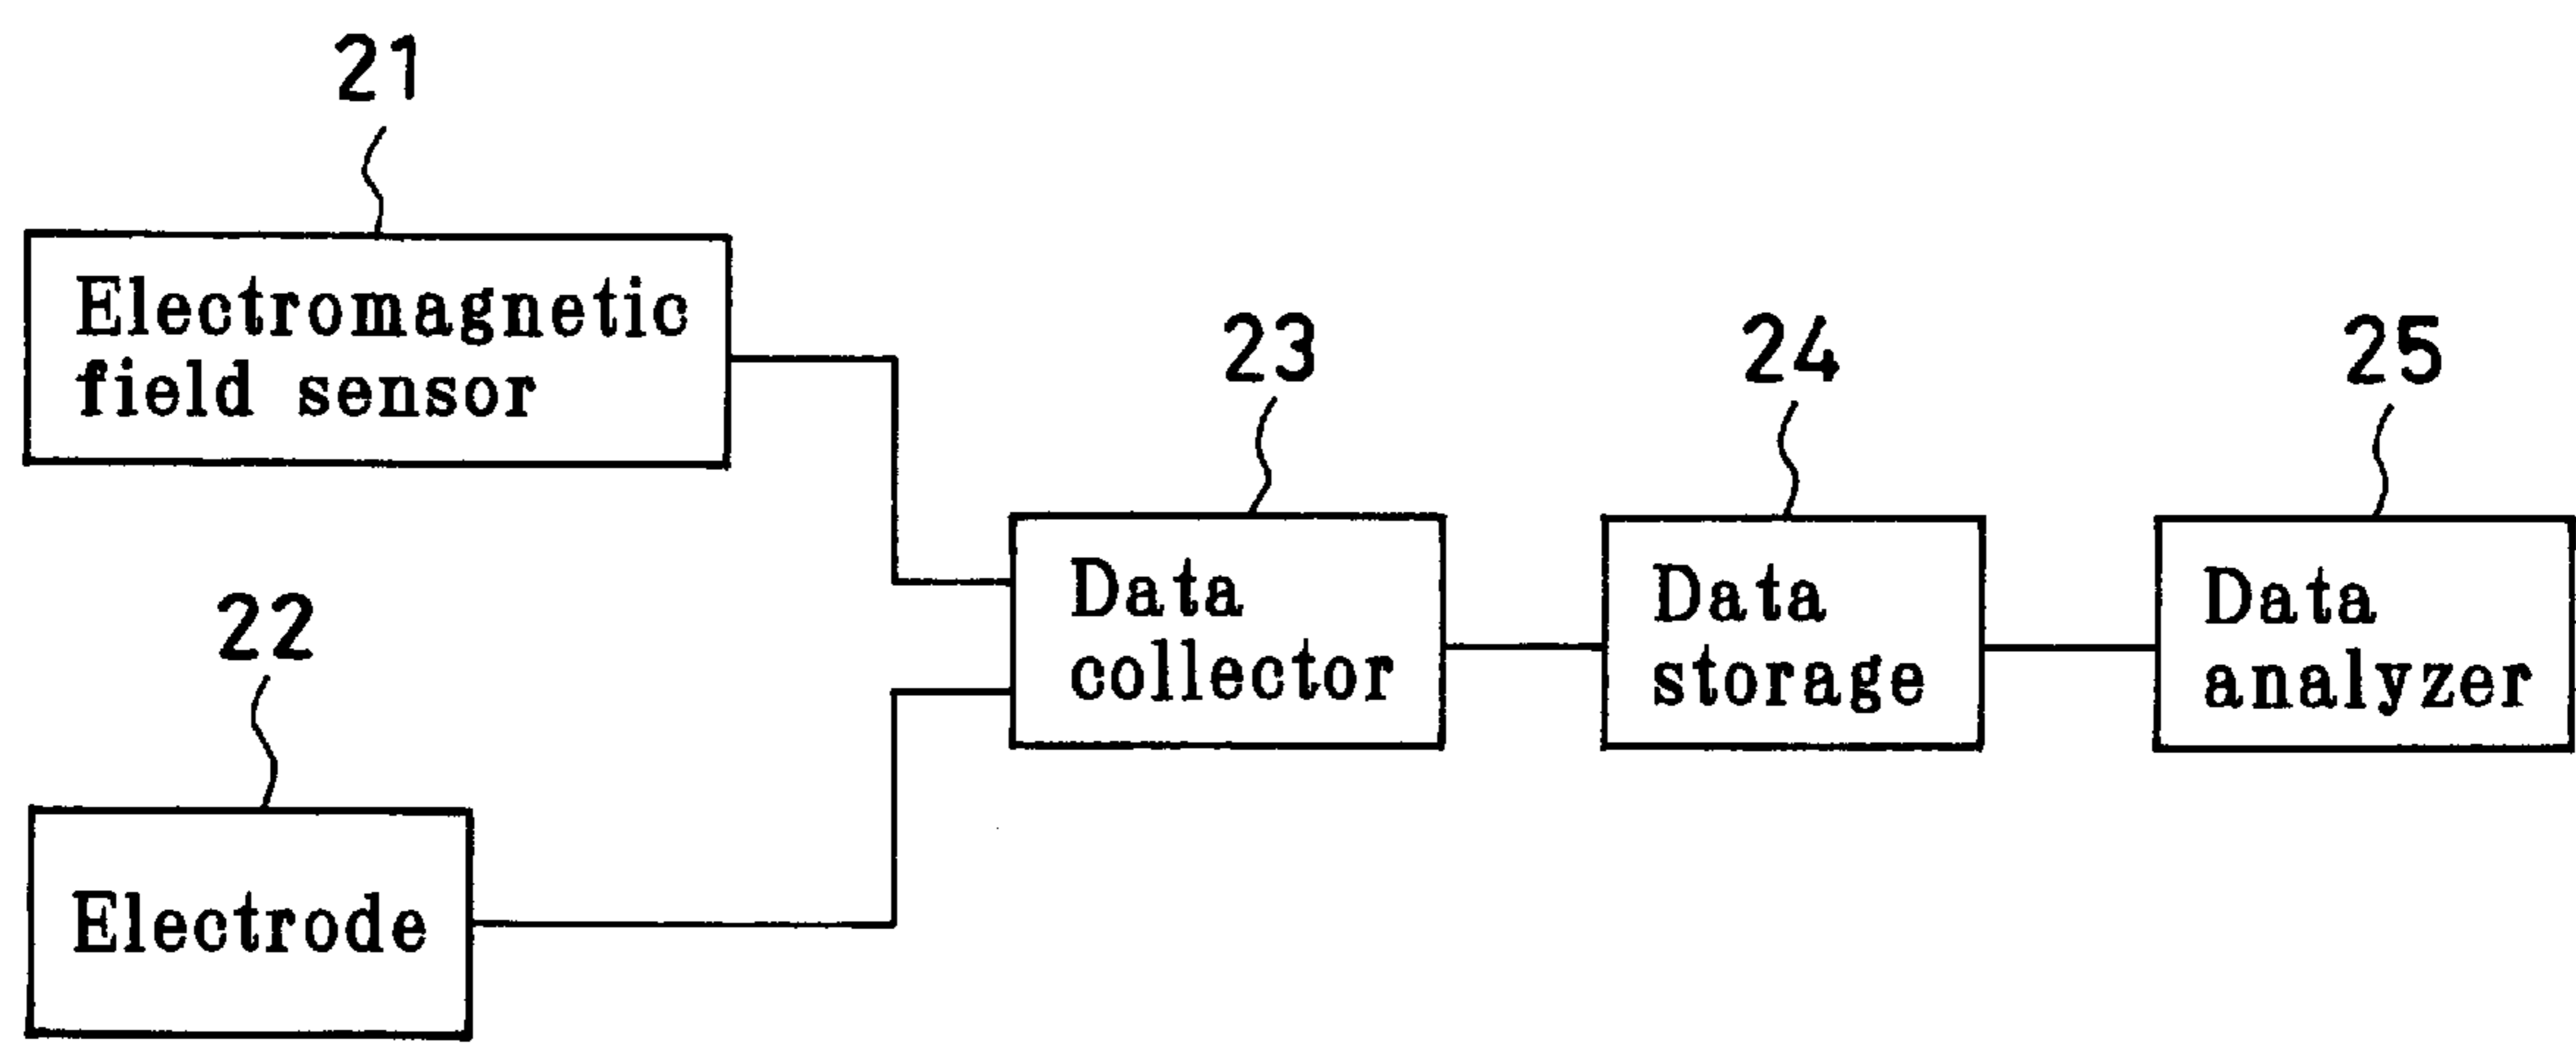 21
Electromagnetic
field sensor
22
Electrode
23
Data
collector
24
Data
storage
25
Data
analyzer